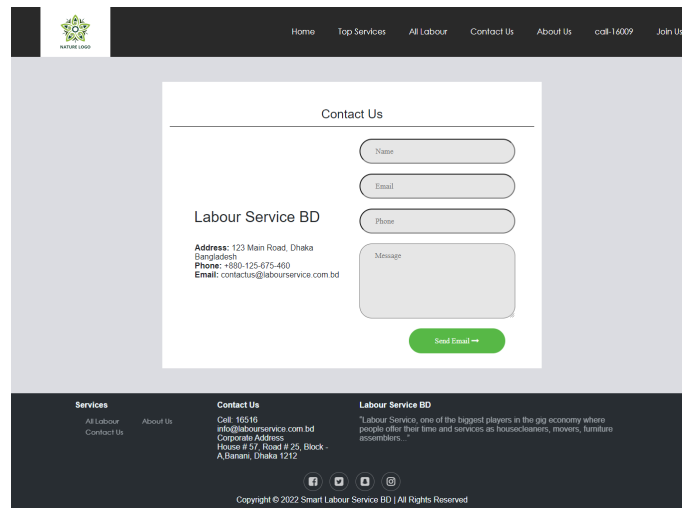 NATURE LOGO
Home Top Services All Labour Contact Us About Us call-16009 Join Us
Contact Us
Name
Email
Labour Service BD
Phone
Address: 123 Main Road, Dhaka
Bangladesh
Phone: +880-125-675-460
Email: contactus@labourservice.com.bd
Message
Send Email
Services
All Labour About Us
Contact Us
Contact Us
Cell: 16516
info@labourservice.com.bd
Corporate Address
House # 57, Road # 25, Block -
A,Banani, Dhaka 1212
Labour Service BD
"Labour Service, one of the biggest players in the gig economy where
people offer their time and services as housecleaners, movers, furniture
assemblers..."
Copyright © 2022 Smart Labour Service BD | All Rights Reserved